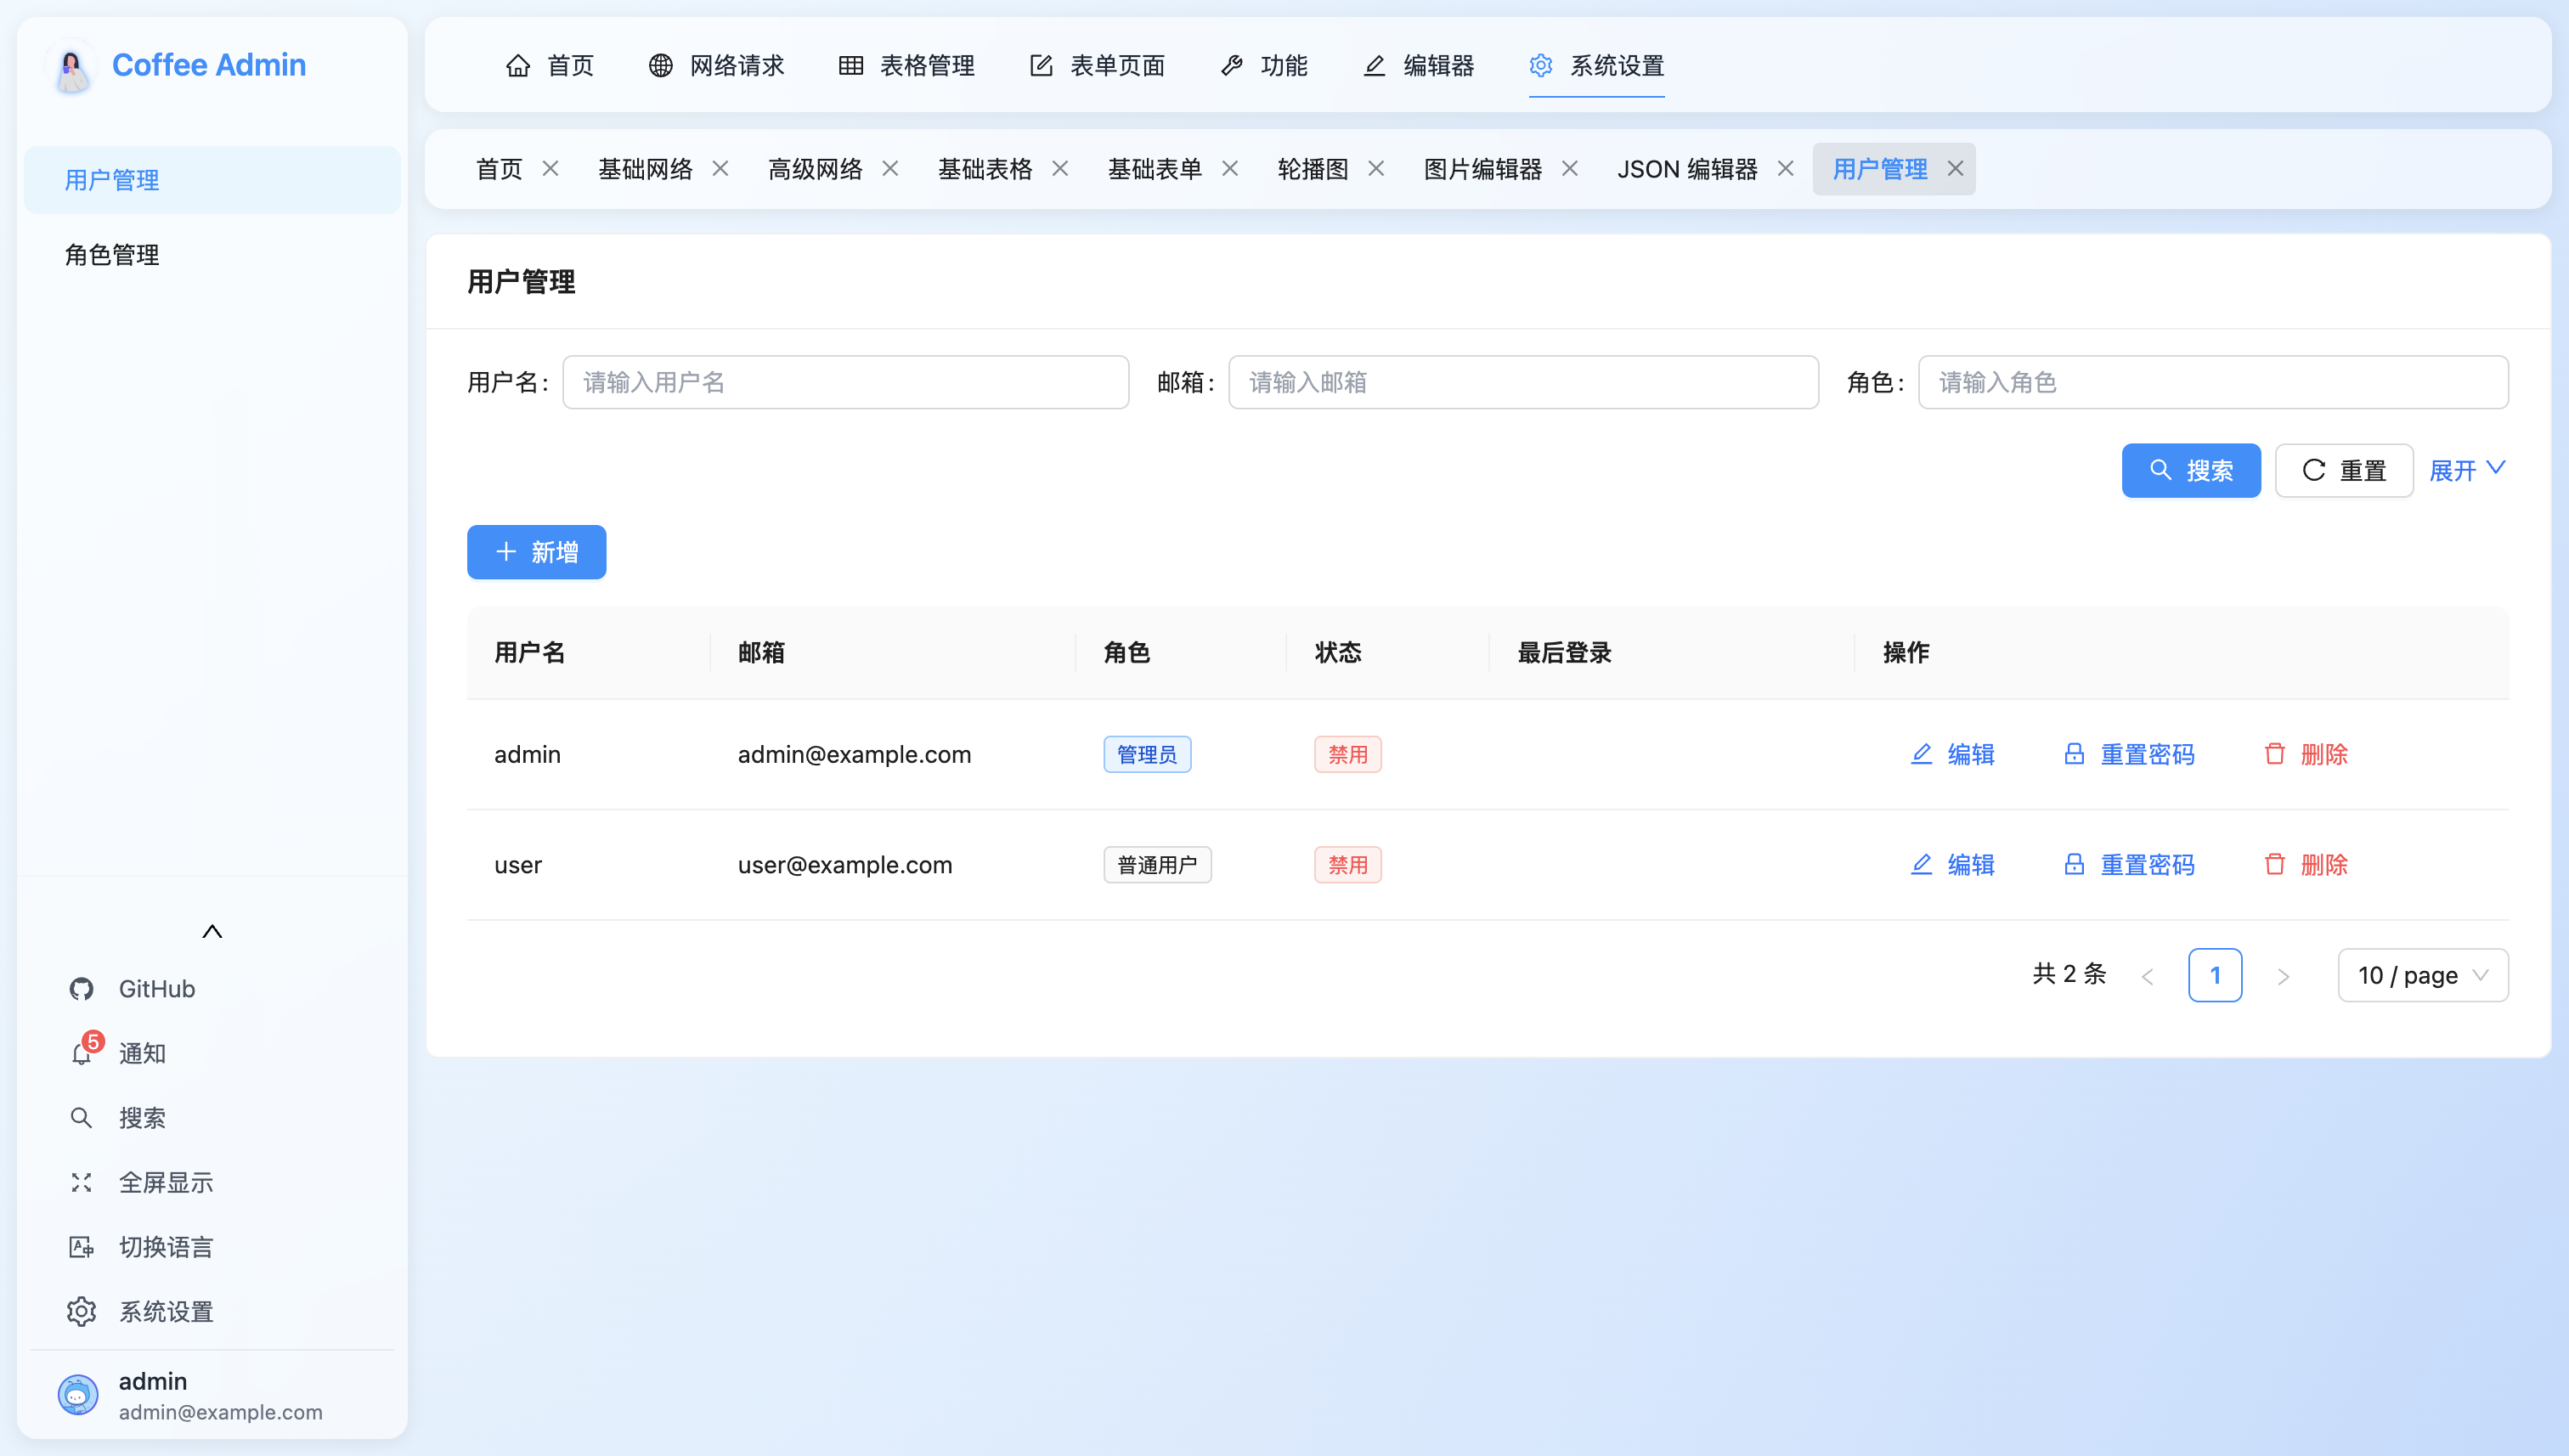 Coffee Admin
用户管理
角色管理
GitHub
5
通知
搜索
全屏显示
切换语言
系统设置
admin
admin@example.com
首页 网络请求 表格管理 表单页面 功能 编辑器 系统设置
首页 基础网络 高级网络 基础表格 基础表单 轮播图 图片编辑器 JSON 编辑器 用户管理
用户管理
用户名: 请输入用户名 邮箱: 请输入邮箱 角色: 请输入角色
搜索 重置 展开
新增
用户名 邮箱 角色 状态 最后登录 操作
admin admin@example.com 管理员 禁用 编辑 重置密码 删除
user user@example.com 普通用户 禁用 编辑 重置密码 删除
共 2 条 1 10 / page